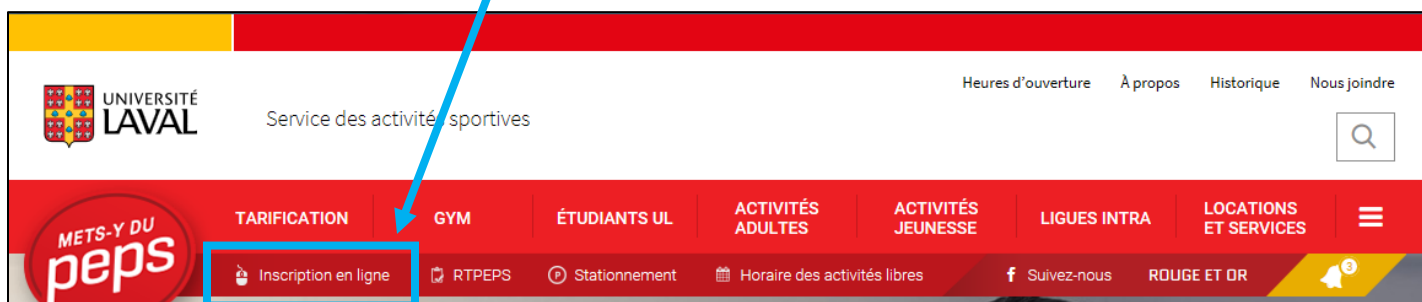 Heures d'ouverture À propos Historique Nous joindre
UNIVERSITÉ
LAVAL
Service des activités sportives
METS-Y DU
peps
TARIFICATION
GYM
ÉTUDIANTS UL
ACTIVITÉS
ADULTES
ACTIVITÉS
JEUNESSE
LIGUES INTRA
LOCATIONS
ET SERVICES
Inscription en ligne RTPEPS P Stationnement Horaire des activités libres f Suivez-nous ROUGE ET OR 3